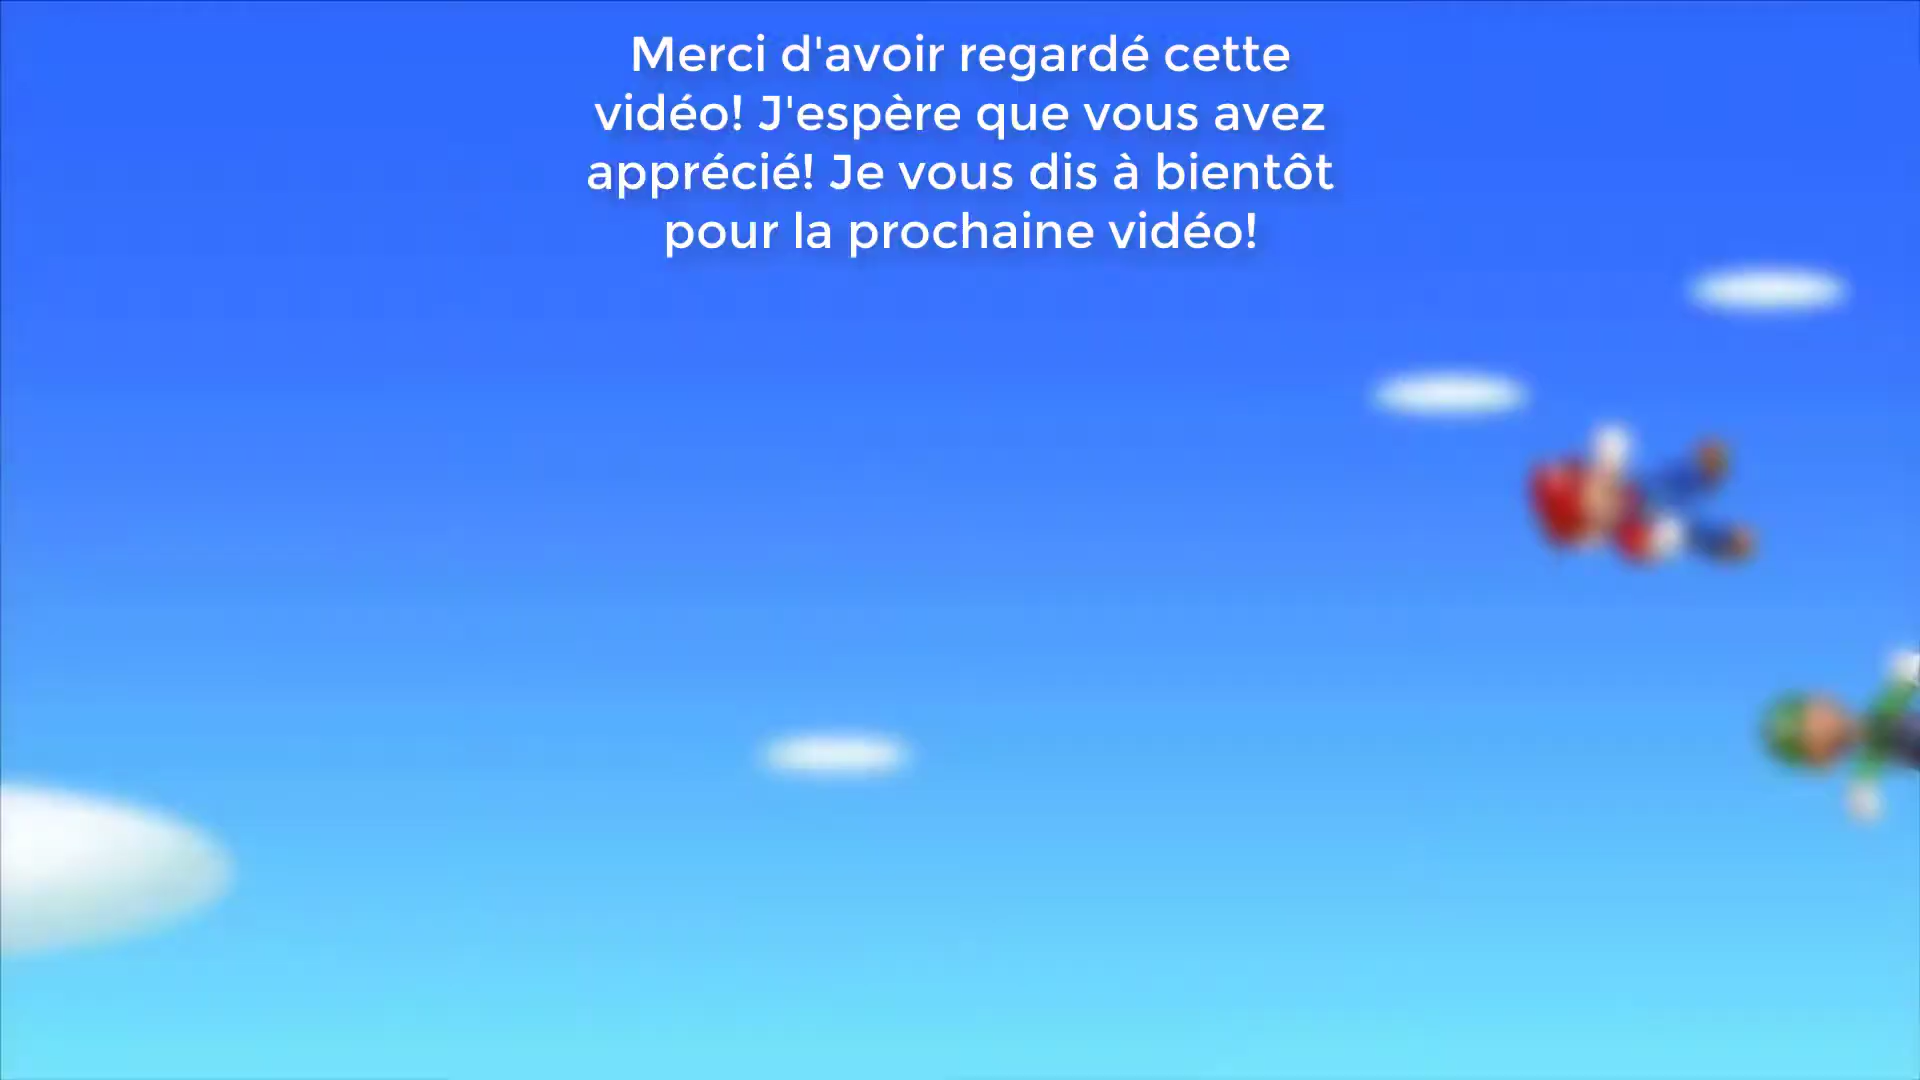 Merci d'avoir regardé cette
vidéo! J'espère que vous avez
apprécié! Je vous dis à bientôt
pour la prochaine vidéo!